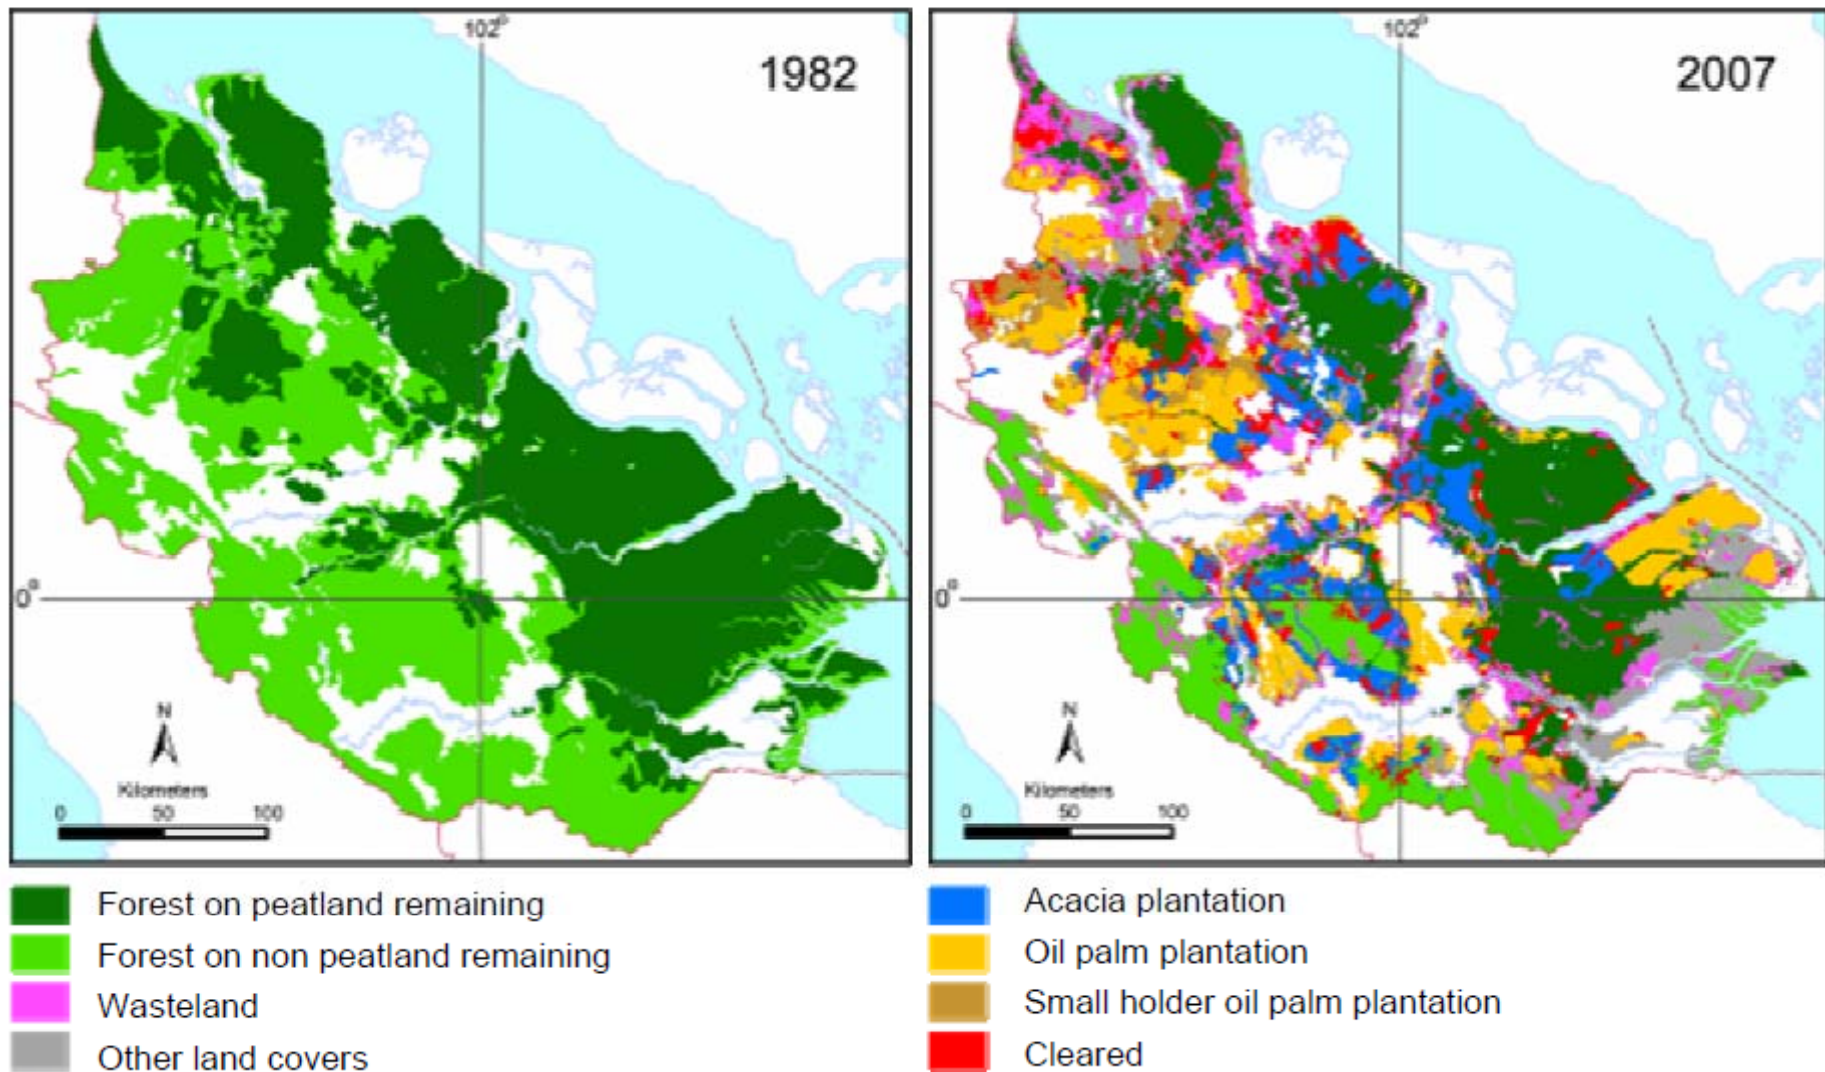 102°
1982
0°
N
Kilometers
0 50 100
102°
2007
0°
N
Kilometers
0 50 100
Forest on peatland remaining
Forest on non peatland remaining
Wasteland
Other land covers
Acacia plantation
Oil palm plantation
Small holder oil palm plantation
Cleared